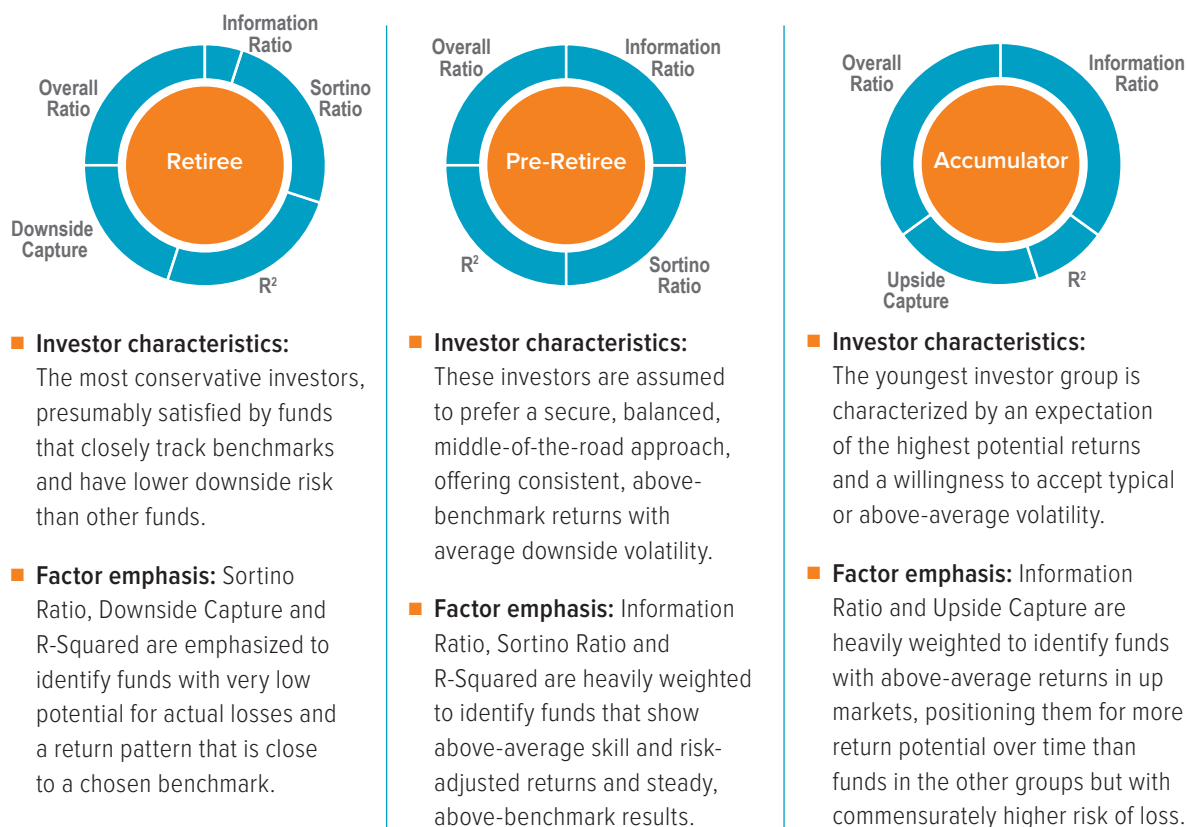 Information
Ratio
Overall
Ratio
Sortino
Ratio
Retiree
Downside
Capture
R²
■ Investor characteristics:
The most conservative investors,
presumably satisfied by funds
that closely track benchmarks
and have lower downside risk
than other funds.
■ Factor emphasis: Sortino
Ratio, Downside Capture and
R-Squared are emphasized to
identify funds with very low
potential for actual losses and
a return pattern that is close
to a chosen benchmark.
Overall
Ratio
Information
Ratio
Pre-Retiree
R²
Sortino
Ratio
■ Investor characteristics:
These investors are assumed
to prefer a secure, balanced,
middle-of-the-road approach,
offering consistent, above-
benchmark returns with
average downside volatility.
■ Factor emphasis: Information
Ratio, Sortino Ratio and
R-Squared are heavily weighted
to identify funds that show
above-average skill and risk-
adjusted returns and steady,
above-benchmark results.
Overall
Ratio
Information
Ratio
Accumulator
Upside
Capture
R²
■ Investor characteristics:
The youngest investor group is
characterized by an expectation
of the highest potential returns
and a willingness to accept typical
or above-average volatility.
■ Factor emphasis: Information
Ratio and Upside Capture are
heavily weighted to identify funds
with above-average returns in up
markets, positioning them for more
return potential over time than
funds in the other groups but with
commensurately higher risk of loss.